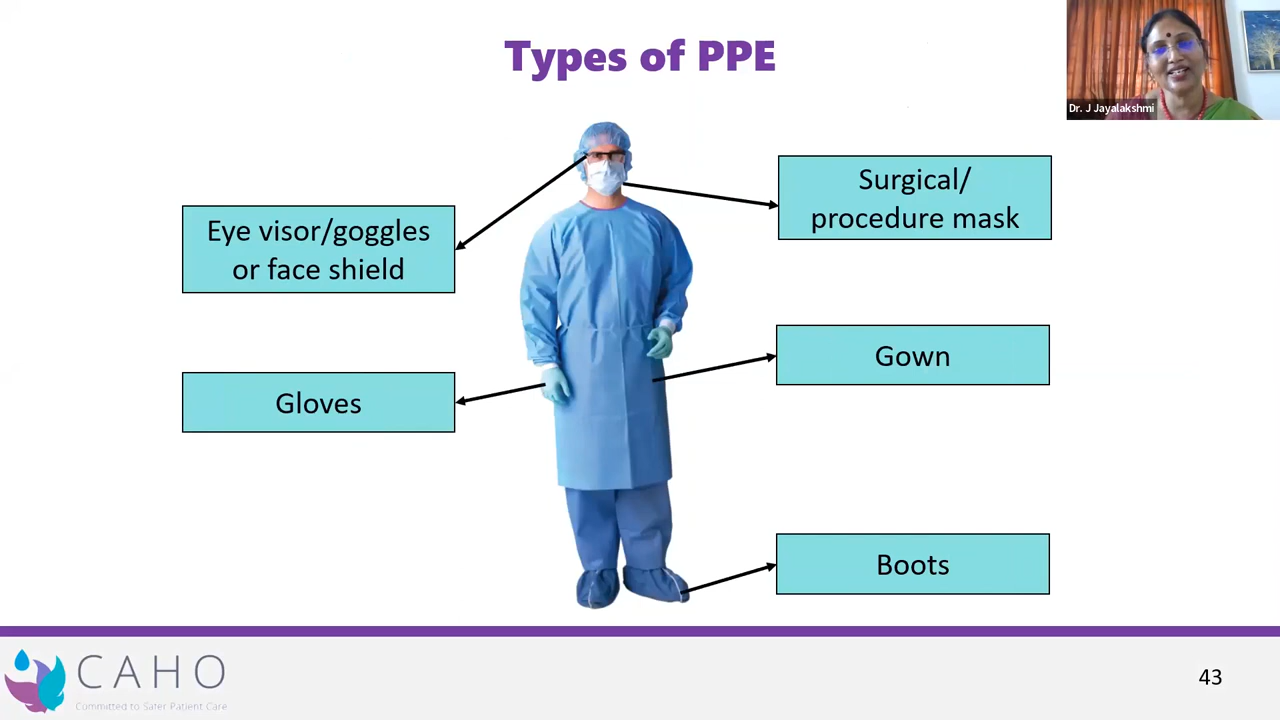 Types of PPE
Dr. J Jayalakshmi
Surgical/
procedure mask
Eye visor/goggles
or face shield
Gown
Gloves
Boots
CAHO
Committed to Safer Patient Care
43